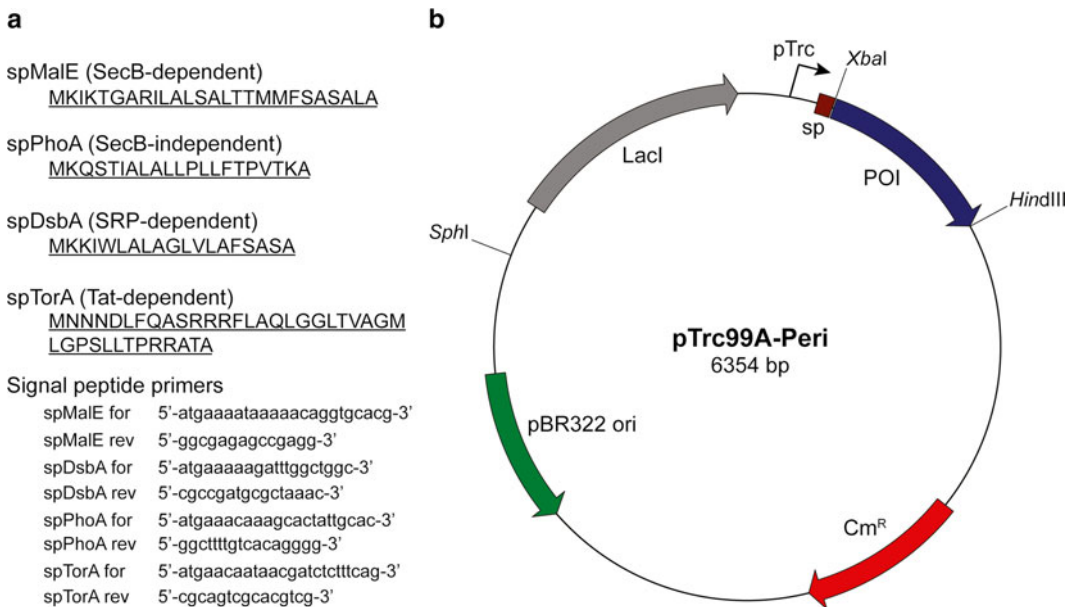 a
spMalE (SecB-dependent)
MKIKTGARILALSALTTMMFSASALA
spPhoA (SecB-independent)
MKQSTIALALLPLLFTPVTKA
spDsbA (SRP-dependent)
MKKIWLALAGLVLAFSASA
spTorA (Tat-dependent)
MNNNDLFQASRRRFLAQLGGLTVAGM
LGPSLLTPRRATA
Signal peptide primers
spMalE for 5'-atgaaaataaaaacaggtgcacg-3'
spMalE rev 5'-ggcgagagccgagg-3'
spDsbA for 5'-atgaaaaagatttggctggc-3'
spDsbA rev 5'-cgccgatgcgctaaac-3'
spPhoA for 5'-atgaaacaaagcactattgcac-3'
spPhoA rev 5'-ggcttttgtcacagggg-3'
spTorA for 5'-atgaacaataacgatctctttcag-3'
spTorA rev 5'-cgcagtcgcacgtcg-3'
b
pTrc
XbaI
sp
LacI
POI
HindIII
SphI
pTrc99A-Peri
6354 bp
pBR322 ori
CmR